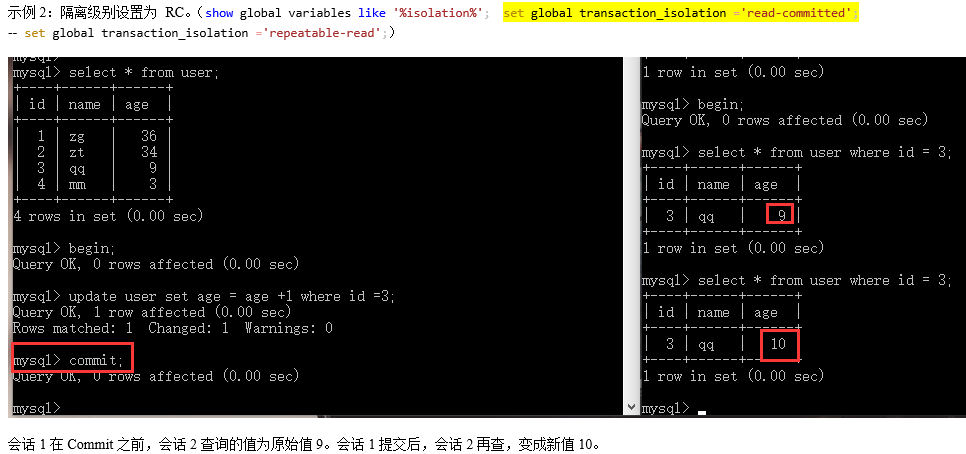 示例 2：隔离级别设置为 RC。（show global variables like '%isolation%'; set global transaction_isolation ='read-committed';
-- set global transaction_isolation ='repeatable-read';）
mysql> select * from user;
+----+------+------+
| id | name | age  |
+----+------+------+
|  1 | zg   |   36 |
|  2 | zt   |   34 |
|  3 | qq   |    9 |
|  4 | mm   |    3 |
+----+------+------+
4 rows in set (0.00 sec)
mysql> begin;
Query OK, 0 rows affected (0.00 sec)
mysql> update user set age = age +1 where id =3;
Query OK, 1 row affected (0.00 sec)
Rows matched: 1  Changed: 1  Warnings: 0
mysql> commit;
Query OK, 0 rows affected (0.00 sec)
mysql>
1 row in set (0.00 sec)
mysql> begin;
Query OK, 0 rows affected (0.00 sec)
mysql> select * from user where id = 3;
+----+------+------+
| id | name | age  |
+----+------+------+
|  3 | qq   |    9 |
+----+------+------+
1 row in set (0.00 sec)
mysql> select * from user where id = 3;
+----+------+------+
| id | name | age  |
+----+------+------+
|  3 | qq   |   10 |
+----+------+------+
1 row in set (0.00 sec)
mysql> _
会话 1 在 Commit 之前，会话 2 查询的值为原始值 9。会话 1 提交后，会话 2 再查，变成新值 10。